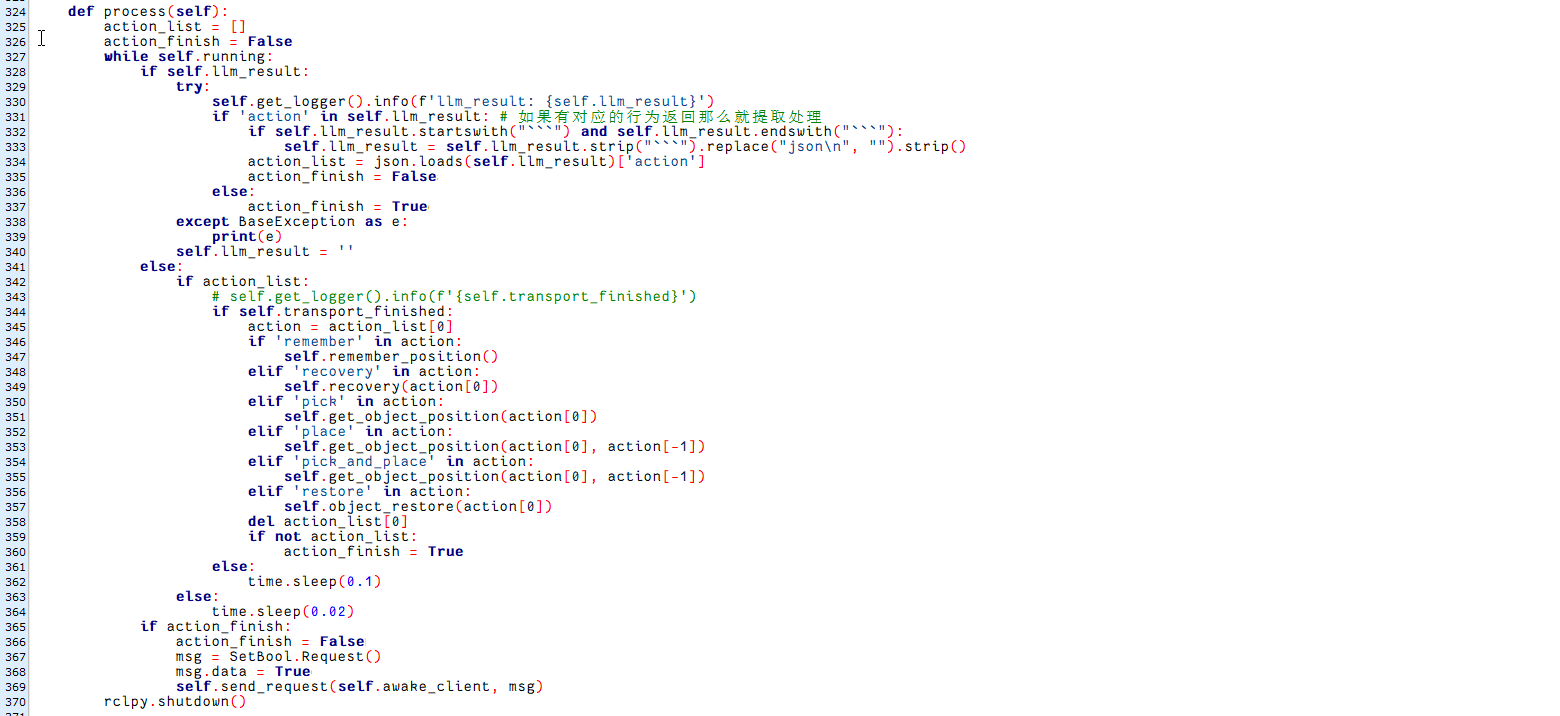 324     def process(self):
325         action_list = []
326         action_finish = False
327         while self.running:
328             if self.llm_result:
329                 try:
330                     self.get_logger().info(f'llm_result: {self.llm_result}')
331                     if 'action' in self.llm_result: # 如果有对应的行为返回那么就提取处理
332                         if self.llm_result.startswith("```") and self.llm_result.endswith("```"):
333                             self.llm_result = self.llm_result.strip("```").replace("json\n", "").strip()
334                         action_list = json.loads(self.llm_result)['action']
335                         action_finish = False
336                     else:
337                         action_finish = True
338                 except BaseException as e:
339                     print(e)
340                 self.llm_result = ''
341             else:
342                 if action_list:
343                     # self.get_logger().info(f'{self.transport_finished}')
344                     if self.transport_finished:
345                         action = action_list[0]
346                         if 'remember' in action:
347                             self.remember_position()
348                         elif 'recovery' in action:
349                             self.recovery(action[0])
350                         elif 'pick' in action:
351                             self.get_object_position(action[0])
352                         elif 'place' in action:
353                             self.get_object_position(action[0], action[-1])
354                         elif 'pick_and_place' in action:
355                             self.get_object_position(action[0], action[-1])
356                         elif 'restore' in action:
357                             self.object_restore(action[0])
358                         del action_list[0]
359                         if not action_list:
360                             action_finish = True
361                     else:
362                         time.sleep(0.1)
363                 else:
364                     time.sleep(0.02)
365             if action_finish:
366                 action_finish = False
367                 msg = SetBool.Request()
368                 msg.data = True
369                 self.send_request(self.awake_client, msg)
370         rclpy.shutdown()